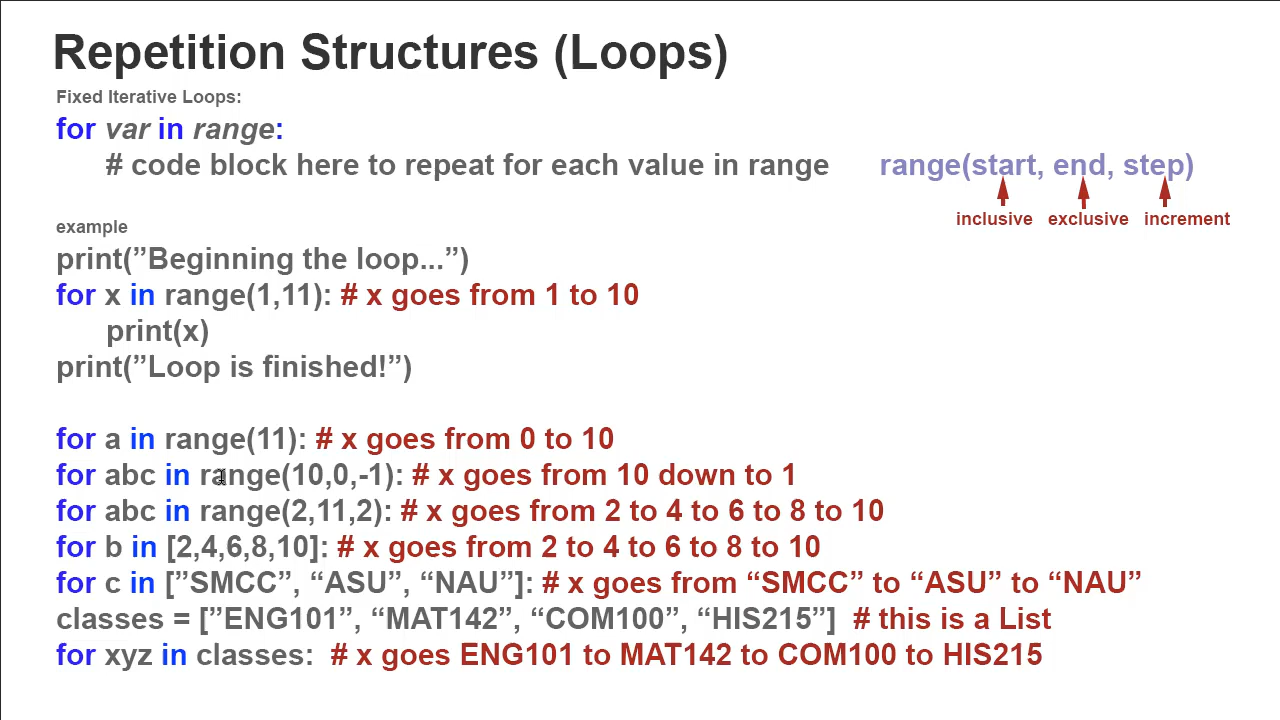 Repetition Structures (Loops)
Fixed Iterative Loops:
for var in range:
# code block here to repeat for each value in range
range(start, end, step)
inclusive exclusive increment
example
print(”Beginning the loop...”)
for x in range(1,11): # x goes from 1 to 10
print(x)
print(”Loop is finished!”)
for a in range(11): # x goes from 0 to 10
for abc in range(10,0,-1): # x goes from 10 down to 1
for abc in range(2,11,2): # x goes from 2 to 4 to 6 to 8 to 10
for b in [2,4,6,8,10]: # x goes from 2 to 4 to 6 to 8 to 10
for c in [”SMCC”, “ASU”, “NAU”]: # x goes from “SMCC” to “ASU” to “NAU”
classes = [”ENG101”, “MAT142”, “COM100”, “HIS215”] # this is a List
for xyz in classes: # x goes ENG101 to MAT142 to COM100 to HIS215